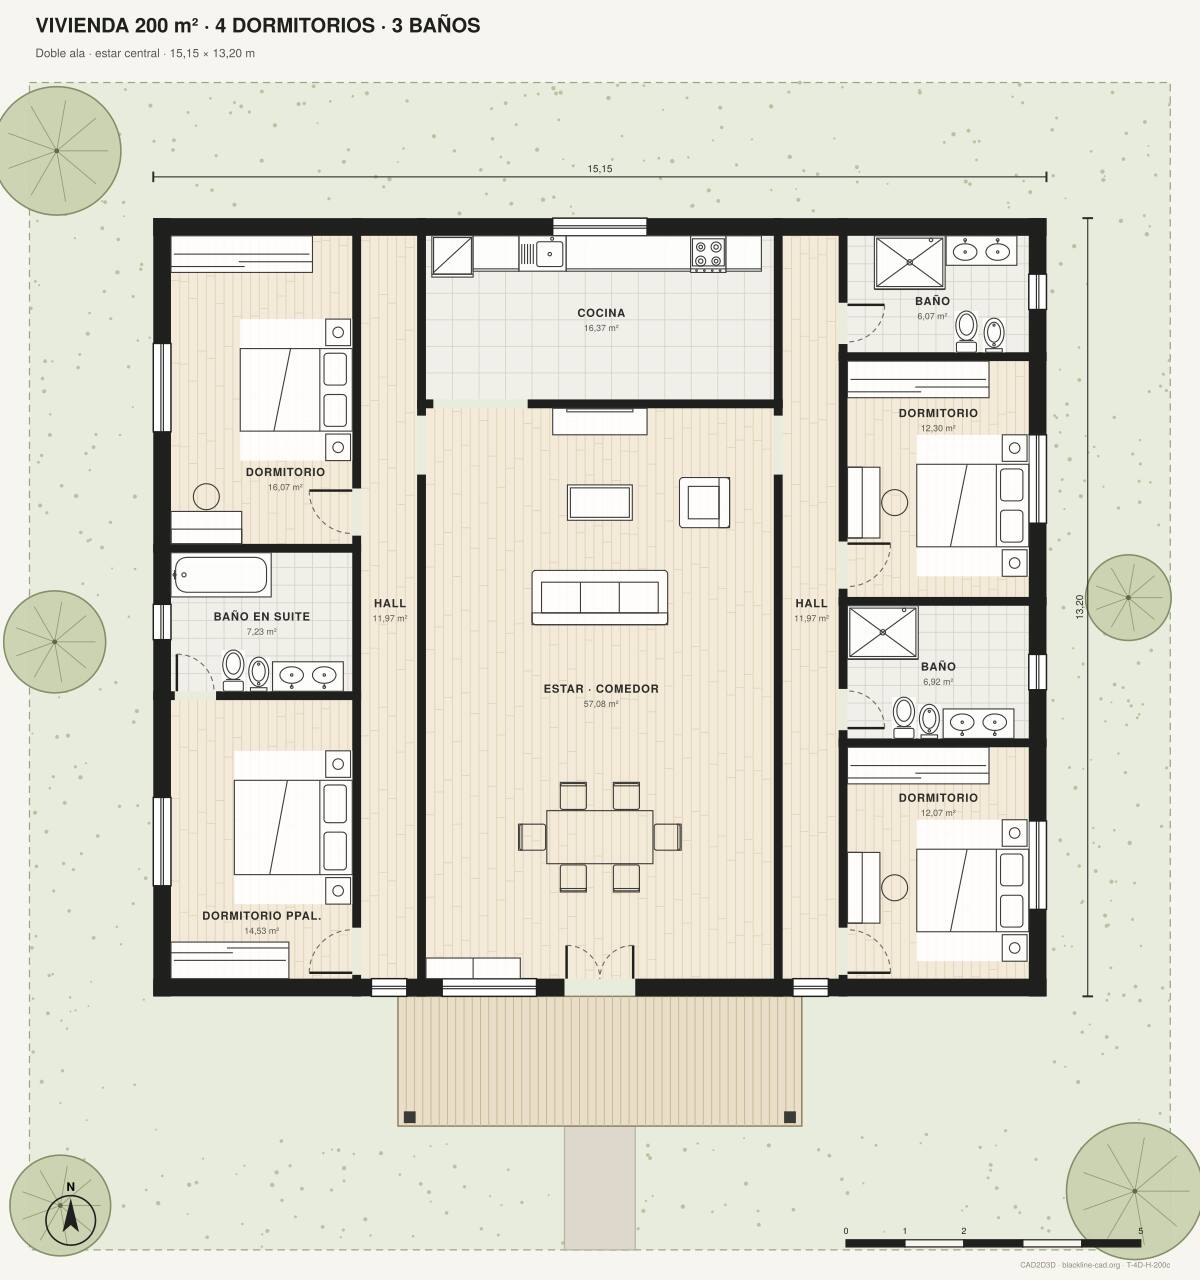 VIVIENDA 200 m² · 4 DORMITORIOS · 3 BAÑOS
Doble ala · estar central · 15,15 × 13,20 m
15,15
COCINA
16,37 m²
BAÑO
6,07 m²
DORMITORIO
12,30 m²
DORMITORIO
16,07 m²
HALL
11,97 m²
HALL
11,97 m²
13,20
BAÑO EN SUITE
7,23 m²
BAÑO
6,92 m²
ESTAR · COMEDOR
57,08 m²
DORMITORIO
12,07 m²
DORMITORIO PPAL.
14,53 m²
N
0 1 2 5
CAD2D3D · blackline-cad.org · T-4D-H-200c